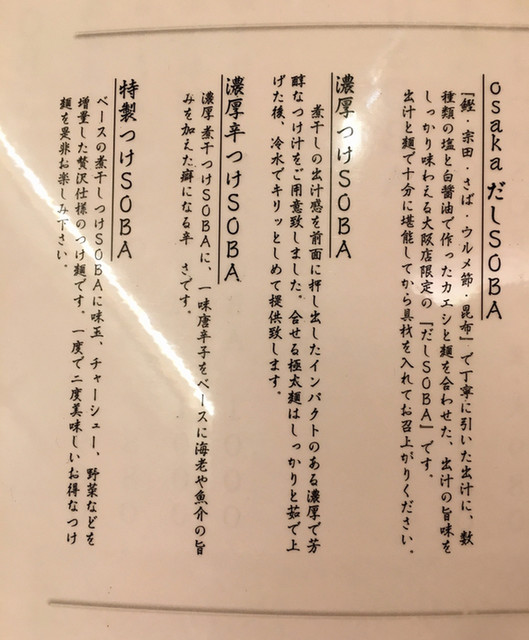 osakaだしSOBA
『鰹・宗田・さば・ウルメ節・昆布』で丁寧に引いた出汁に、数
種類の塩と白醤油で作ったカエシと麺を合わせた、出汁の旨味を
しっかり味わえる大阪店限定の『だしSOBA』です。
出汁と麺で十分に堪能してから具材を入れてお召上がりください。
濃厚つけSOBA
煮干しの出汁感を前面に押し出したインパクトのある濃厚で芳
醇なつけ汁をご用意致しました。合せる極太麺はしっかりと茹で上
げた後、冷水でキリッとしめて提供致します。
濃厚辛つけSOBA
濃厚煮干つけSOBAに、一味唐辛子をベースに海老や魚介の旨
みを加えた癖になる辛さです。
特製つけSOBA
ベースの煮干しつけSOBAに味玉、チャーシュー、野菜などを
増量した贅沢仕様のつけ麺です。一度で二度美味しいお得なつけ
麺を是非お楽しみ下さい。